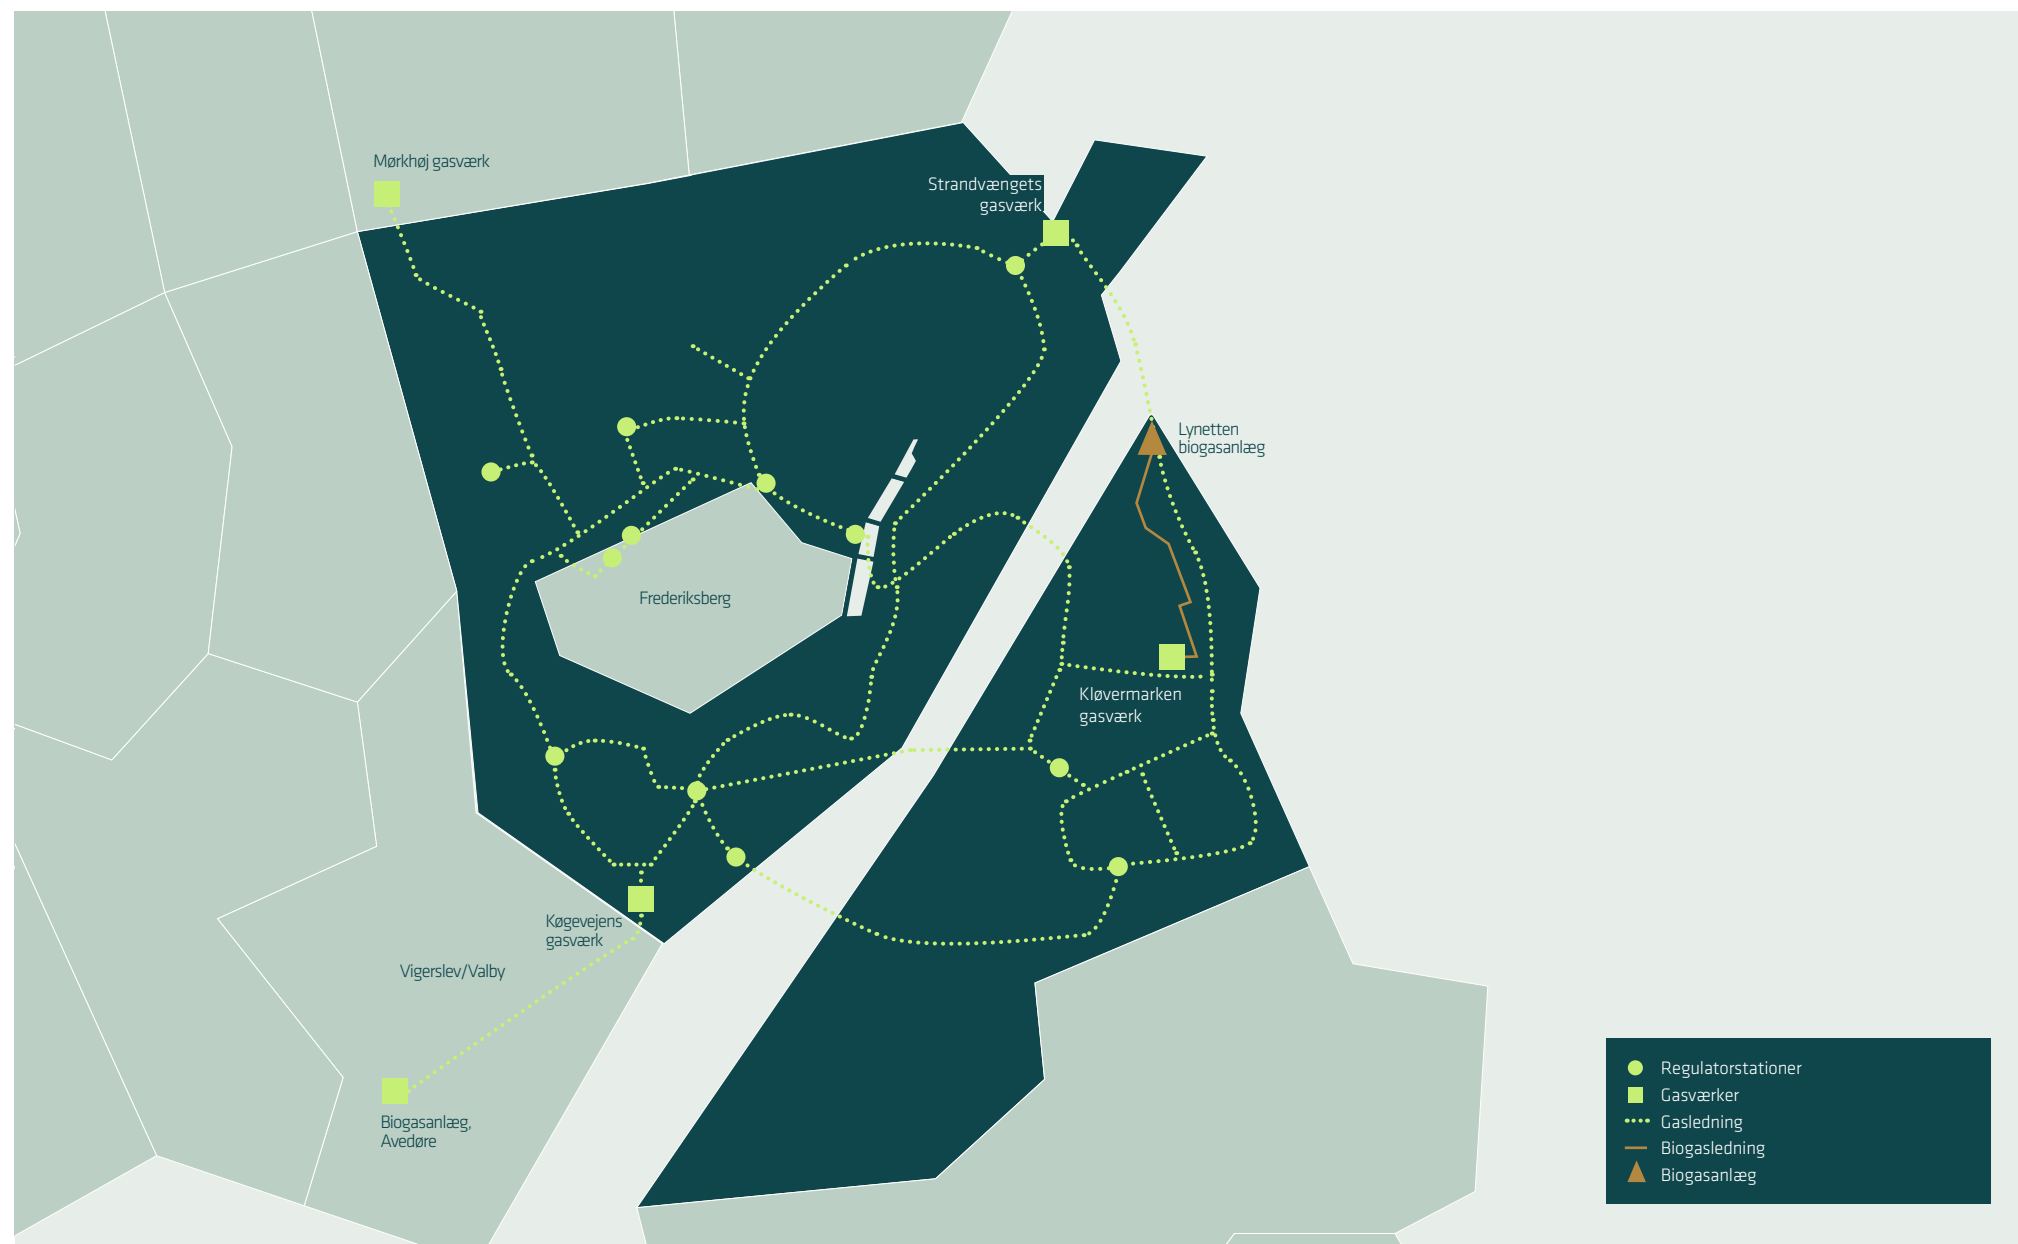 Mørkhøj gasværk
Strandvængets
gasværk
Lynetten
biogasanlæg
Frederiksberg
Kløvermarken
gasværk
Køgevejens
gasværk
Vigerslev/Valby
Biogasanlæg,
Avedøre
Regulatorstationer
Gasværker
Gasledning
Biogasledning
Biogasanlæg